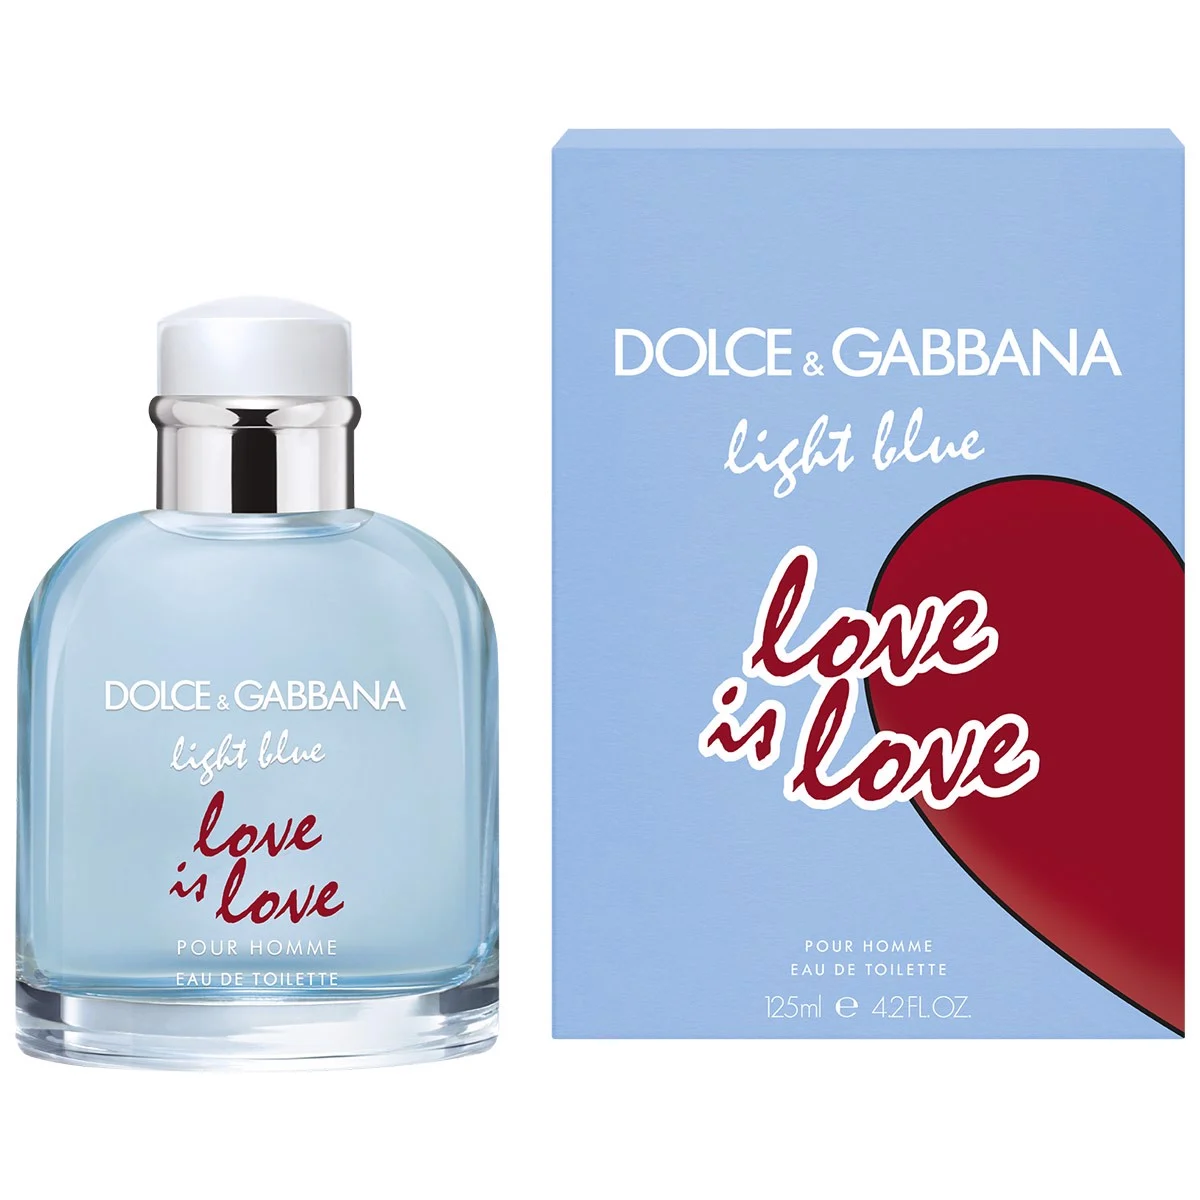 DOLCE & GABBANA
light blue
love
is love
POUR HOMME
EAU DE TOILETTE
DOLCE & GABBANA
light blue
love
is love
POUR HOMME
EAU DE TOILETTE
125ml e 4.2FL.OZ.